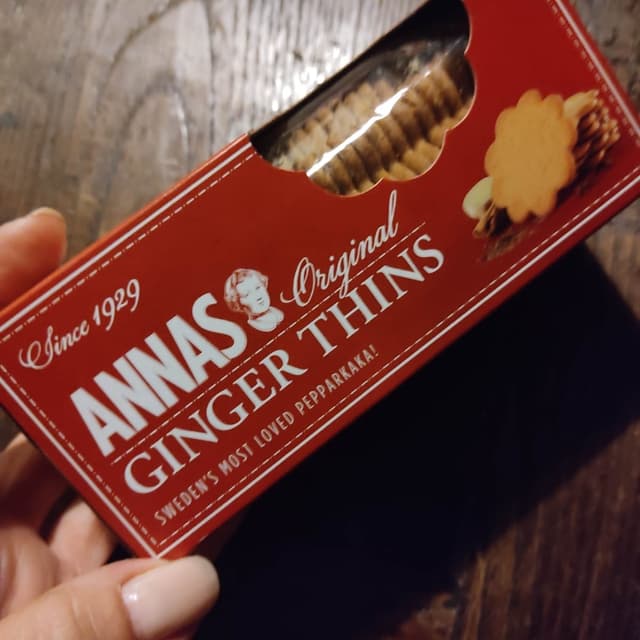 Since 1929
ANNAS Original
GINGER THINS
SWEDEN'S MOST LOVED PEPPARKAKA!